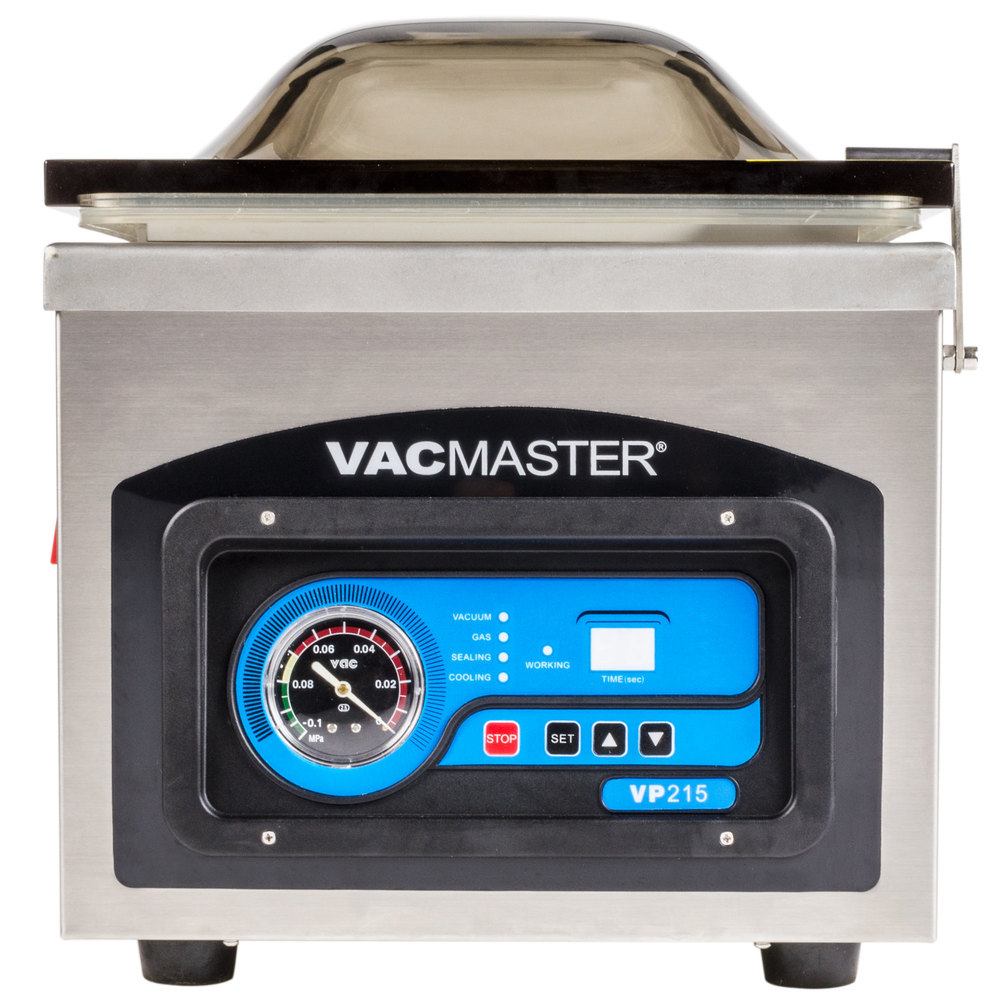 VACMASTER®
VACUUM
GAS
SEALING
COOLING
WORKING
TIME(sec)
0.06 0.04
vac
0.08 0.02
-0.1 0
MPa
STOP SET
VP215